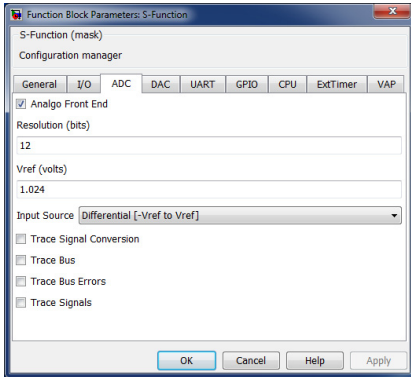 Function Block Parameters: S-Function
S-Function (mask)
Configuration manager
General I/O ADC DAC UART GPIO CPU ExtTimer VAP
Analgo Front End
Resolution (bits)
12
Vref (volts)
1.024
Input Source Differential [-Vref to Vref]
Trace Signal Conversion
Trace Bus
Trace Bus Errors
Trace Signals
OK Cancel Help Apply